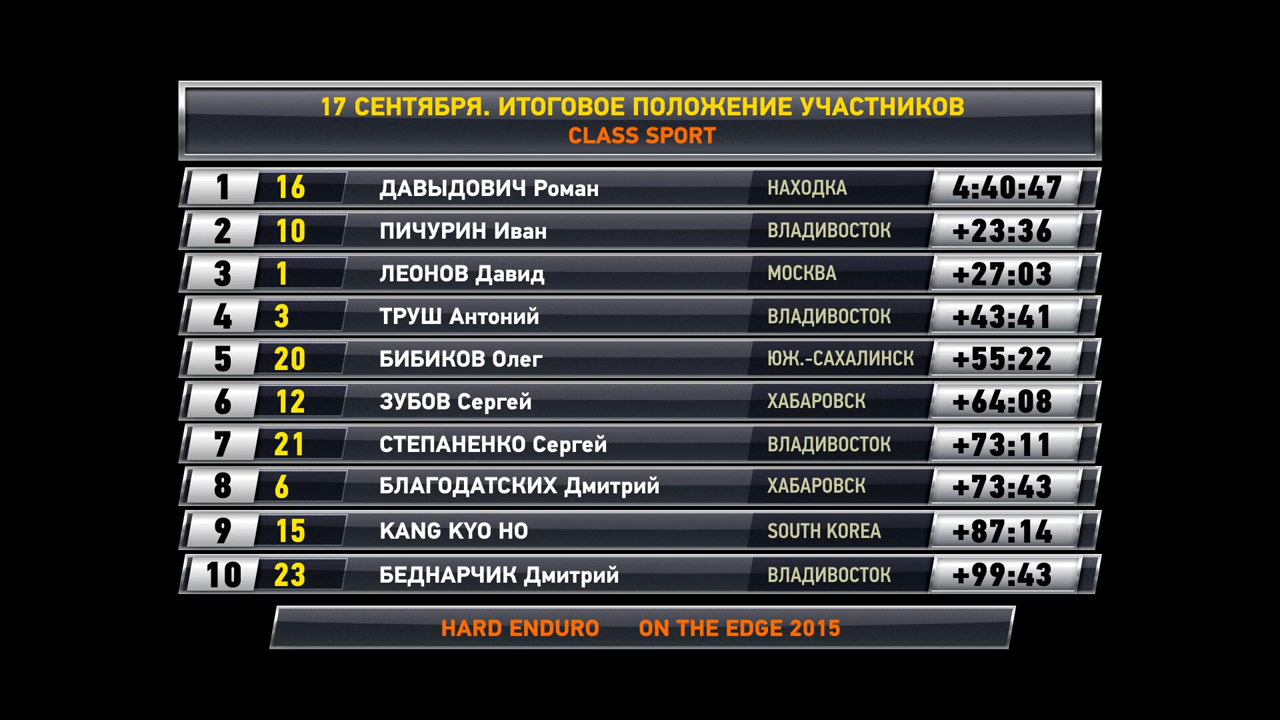 17 СЕНТЯБРЯ. ИТОГОВОЕ ПОЛОЖЕНИЕ УЧАСТНИКОВ
CLASS SPORT
1 16 ДАВЫДОВИЧ Роман НАХОДКА 4:40:47
2 10 ПИЧУРИН Иван ВЛАДИВОСТОК +23:36
3 1 ЛЕОНОВ Давид МОСКВА +27:03
4 3 ТРУШ Антоний ВЛАДИВОСТОК +43:41
5 20 БИБИКОВ Олег ЮЖ.-САХАЛИНСК +55:22
6 12 ЗУБОВ Сергей ХАБАРОВСК +64:08
7 21 СТЕПАНЕНКО Сергей ВЛАДИВОСТОК +73:11
8 6 БЛАГОДАТСКИХ Дмитрий ХАБАРОВСК +73:43
9 15 KANG KYO HO SOUTH KOREA +87:14
10 23 БЕДНАРЧИК Дмитрий ВЛАДИВОСТОК +99:43
HARD ENDURO ON THE EDGE 2015